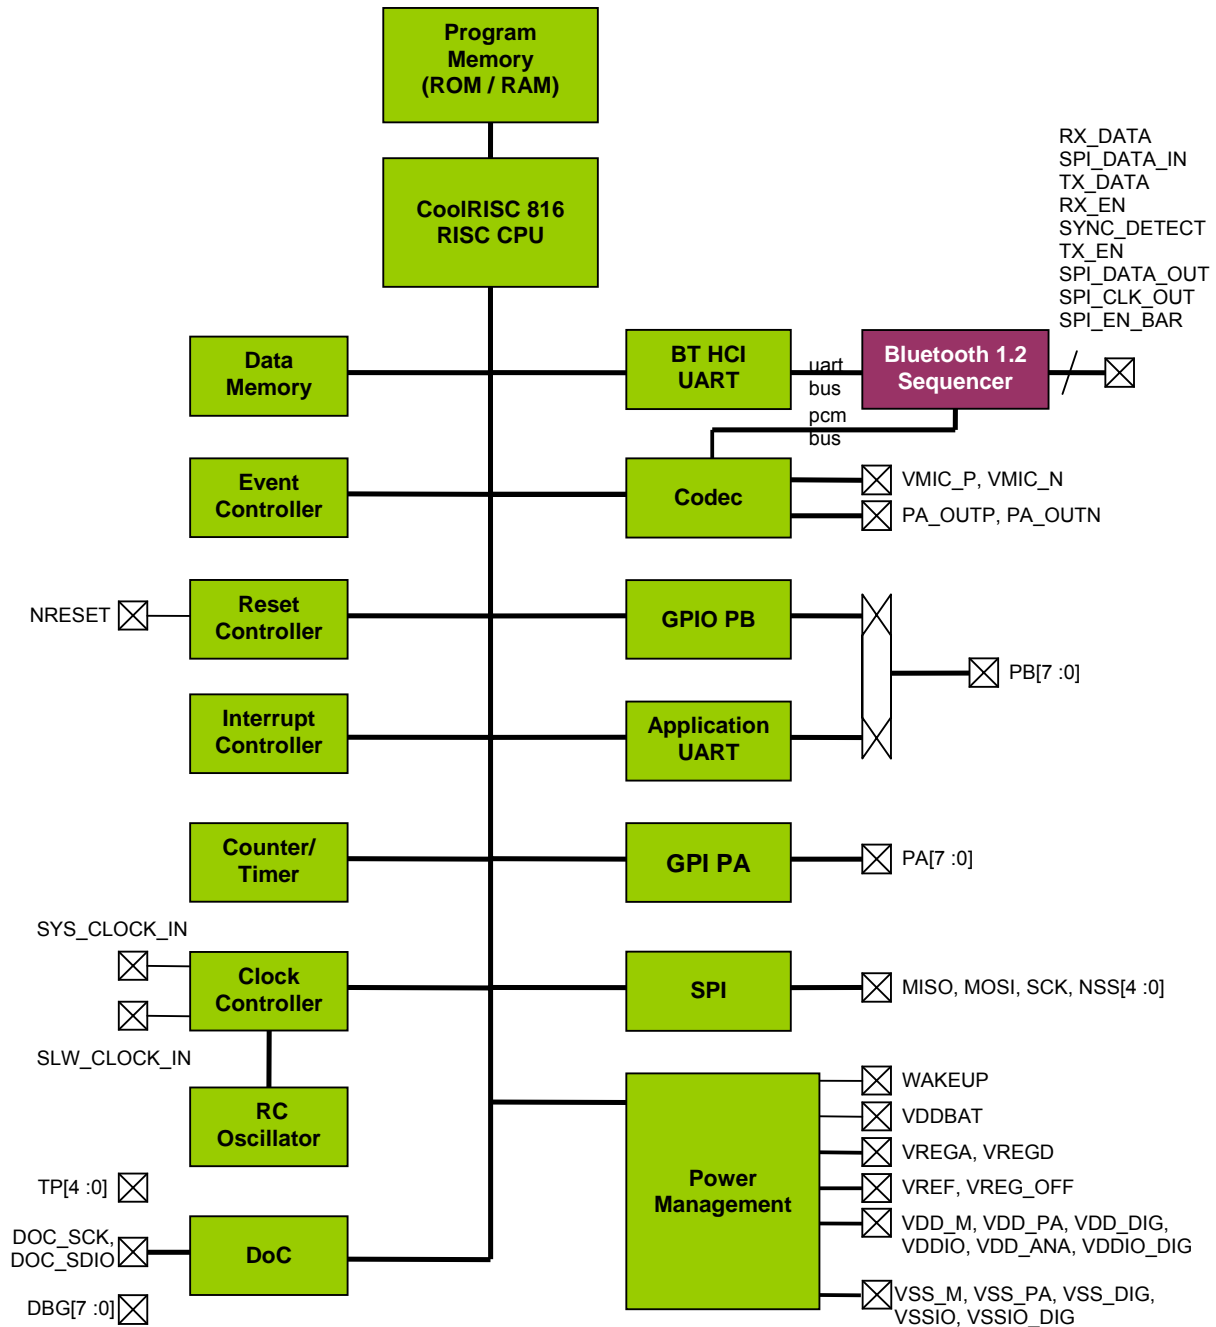 Program
Memory
(ROM / RAM)
CoolRISC 816
RISC CPU
RX_DATA
SPI_DATA_IN
TX_DATA
RX_EN
SYNC_DETECT
TX_EN
SPI_DATA_OUT
SPI_CLK_OUT
SPI_EN_BAR
Data
Memory
BT HCI
UART
uart
bus
Bluetooth 1.2
Sequencer
pcm
bus
Event
Controller
Codec
VMIC_P, VMIC_N
PA_OUTP, PA_OUTN
NRESET
Reset
Controller
GPIO PB
PB[7 :0]
Interrupt
Controller
Application
UART
Counter/
Timer
GPI PA
PA[7 :0]
SYS_CLOCK_IN
Clock
Controller
SPI
MISO, MOSI, SCK, NSS[4 :0]
SLW_CLOCK_IN
RC
Oscillator
WAKEUP
VDDBAT
VREGA, VREGD
Power
Management
VREF, VREG_OFF
VDD_M, VDD_PA, VDD_DIG,
VDDIO, VDD_ANA, VDDIO_DIG
VSS_M, VSS_PA, VSS_DIG,
VSSIO, VSSIO_DIG
TP[4 :0]
DOC_SCK,
DOC_SDIO
DoC
DBG[7 :0]